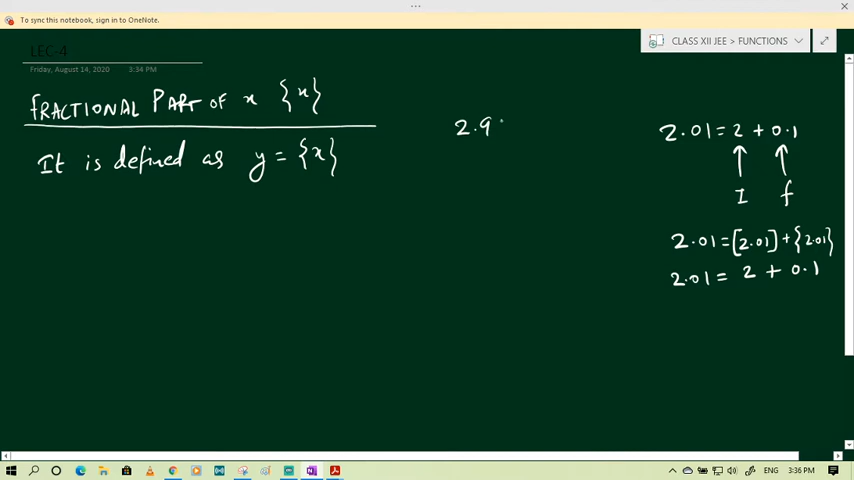 To sync this notebook, sign in to OneNote.
LEC-4
CLASS XII JEE > FUNCTIONS
Friday, August 14, 2020 3:34 PM
FRACTIONAL PART OF x {x}
It is defined as y = {x}
2.9
2.01 = 2 + 0.1
I f
2.01 = [2.01] + {2.01}
2.01 = 2 + 0.1
ENG 3:36 PM